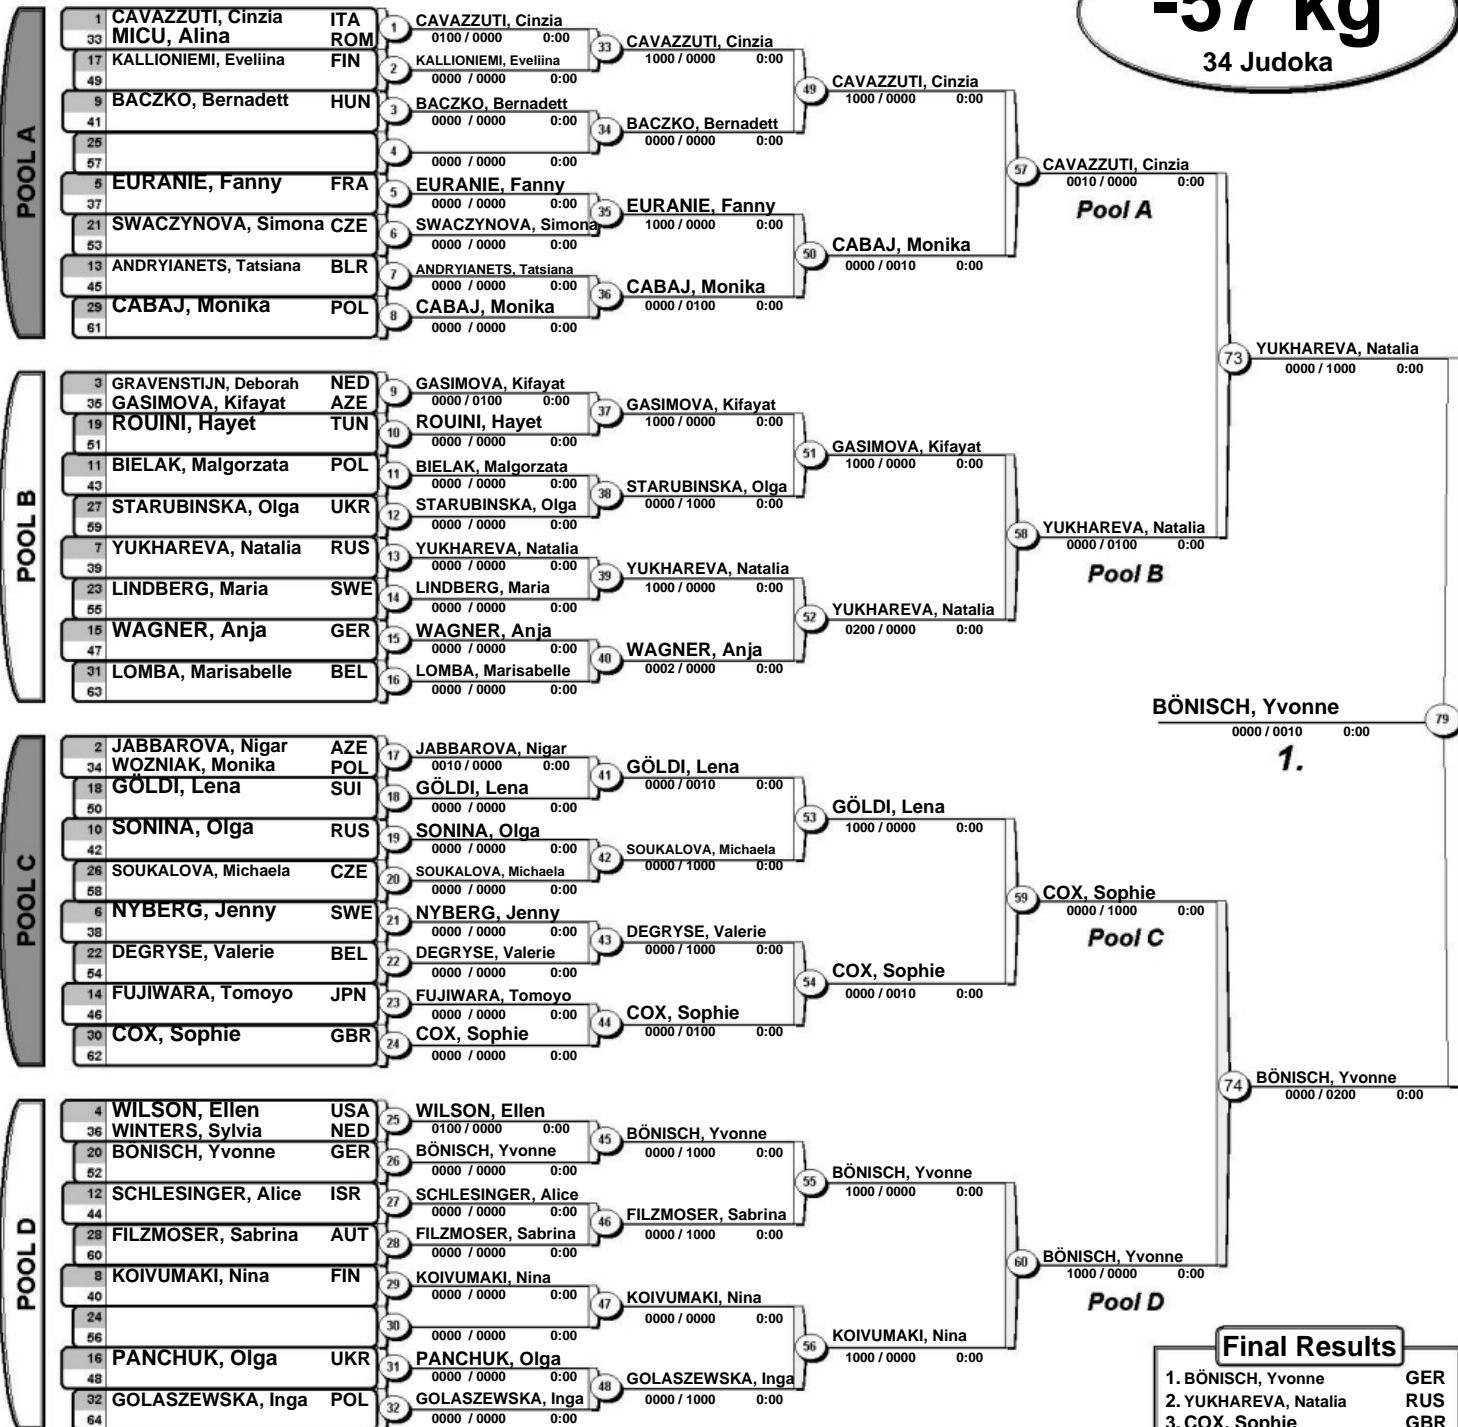 -57 kg
34 Judoka
POOL A
1 CAVAZZUTI, Cinzia ITA
33 MICU, Alina ROM
17 KALLIONIEMI, Eveliina FIN
49
9 BACZKO, Bernadett HUN
41
25
57
5 EURANIE, Fanny FRA
37
21 SWACZYNOVA, Simona CZE
53
13 ANDRYIANETS, Tatsiana BLR
45
29 CABAJ, Monika POL
61
1 CAVAZZUTI, Cinzia
0100 / 0000 0:00
2 KALLIONIEMI, Eveliina
0000 / 0000 0:00
3 BACZKO, Bernadett
0000 / 0000 0:00
4
0000 / 0000 0:00
5 EURANIE, Fanny
0000 / 0000 0:00
6 SWACZYNOVA, Simona
0000 / 0000 0:00
7 ANDRYIANETS, Tatsiana
0000 / 0000 0:00
8 CABAJ, Monika
0000 / 0000 0:00
33 CAVAZZUTI, Cinzia
1000 / 0000 0:00
34 BACZKO, Bernadett
0000 / 0000 0:00
35 EURANIE, Fanny
1000 / 0000 0:00
36 CABAJ, Monika
0000 / 0100 0:00
49 CAVAZZUTI, Cinzia
1000 / 0000 0:00
50 CABAJ, Monika
0000 / 0010 0:00
57 CAVAZZUTI, Cinzia
0010 / 0000 0:00
Pool A
POOL B
3 GRAVENSTIJN, Deborah NED
35 GASIMOVA, Kifayat AZE
19 ROUINI, Hayet TUN
51
11 BIELAK, Malgorzata POL
43
27 STARUBINSKA, Olga UKR
59
7 YUKHAREVA, Natalia RUS
39
23 LINDBERG, Maria SWE
55
15 WAGNER, Anja GER
47
31 LOMBA, Marisabelle BEL
63
9 GASIMOVA, Kifayat
0000 / 0100 0:00
10 ROUINI, Hayet
0000 / 0000 0:00
11 BIELAK, Malgorzata
0000 / 0000 0:00
12 STARUBINSKA, Olga
0000 / 0000 0:00
13 YUKHAREVA, Natalia
0000 / 0000 0:00
14 LINDBERG, Maria
0000 / 0000 0:00
15 WAGNER, Anja
0000 / 0000 0:00
16 LOMBA, Marisabelle
0000 / 0000 0:00
37 GASIMOVA, Kifayat
1000 / 0000 0:00
38 STARUBINSKA, Olga
0000 / 1000 0:00
39 YUKHAREVA, Natalia
1000 / 0000 0:00
40 WAGNER, Anja
0002 / 0000 0:00
51 GASIMOVA, Kifayat
1000 / 0000 0:00
52 YUKHAREVA, Natalia
0200 / 0000 0:00
58 YUKHAREVA, Natalia
0000 / 0100 0:00
Pool B
73 YUKHAREVA, Natalia
0000 / 1000 0:00
BÖNISCH, Yvonne 79
0000 / 0010 0:00
1.
POOL C
2 JABBAROVA, Nigar AZE
34 WOZNIAK, Monika POL
18 GÖLDI, Lena SUI
50
10 SONINA, Olga RUS
42
26 SOUKALOVA, Michaela CZE
58
6 NYBERG, Jenny SWE
38
22 DEGRYSE, Valerie BEL
54
14 FUJIWARA, Tomoyo JPN
46
30 COX, Sophie GBR
62
17 JABBAROVA, Nigar
0010 / 0000 0:00
18 GÖLDI, Lena
0000 / 0000 0:00
19 SONINA, Olga
0000 / 0000 0:00
20 SOUKALOVA, Michaela
0000 / 0000 0:00
21 NYBERG, Jenny
0000 / 0000 0:00
22 DEGRYSE, Valerie
0000 / 0000 0:00
23 FUJIWARA, Tomoyo
0000 / 0000 0:00
24 COX, Sophie
0000 / 0000 0:00
41 GÖLDI, Lena
0000 / 0010 0:00
42 SOUKALOVA, Michaela
0000 / 1000 0:00
43 DEGRYSE, Valerie
0000 / 1000 0:00
44 COX, Sophie
0000 / 0100 0:00
53 GÖLDI, Lena
1000 / 0000 0:00
54 COX, Sophie
0000 / 0010 0:00
59 COX, Sophie
0000 / 1000 0:00
Pool C
74 BÖNISCH, Yvonne
0000 / 0200 0:00
POOL D
4 WILSON, Ellen USA
36 WINTERS, Sylvia NED
20 BÖNISCH, Yvonne GER
52
12 SCHLESINGER, Alice ISR
44
28 FILZMOSER, Sabrina AUT
60
8 KOIVUMAKI, Nina FIN
40
24
56
16 PANCHUK, Olga UKR
48
32 GOLASZEWSKA, Inga POL
64
25 WILSON, Ellen
0100 / 0000 0:00
26 BÖNISCH, Yvonne
0000 / 0000 0:00
27 SCHLESINGER, Alice
0000 / 0000 0:00
28 FILZMOSER, Sabrina
0000 / 0000 0:00
29 KOIVUMAKI, Nina
0000 / 0000 0:00
30
0000 / 0000 0:00
31 PANCHUK, Olga
0000 / 0000 0:00
32 GOLASZEWSKA, Inga
0000 / 0000 0:00
45 BÖNISCH, Yvonne
0000 / 1000 0:00
46 FILZMOSER, Sabrina
0000 / 1000 0:00
47 KOIVUMAKI, Nina
0000 / 0000 0:00
48 GOLASZEWSKA, Inga
0000 / 1000 0:00
55 BÖNISCH, Yvonne
1000 / 0000 0:00
56 KOIVUMAKI, Nina
1000 / 0000 0:00
60 BÖNISCH, Yvonne
1000 / 0000 0:00
Pool D
Final Results
1. BÖNISCH, Yvonne GER
2. YUKHAREVA, Natalia RUS
3. COX, Sophie GBR